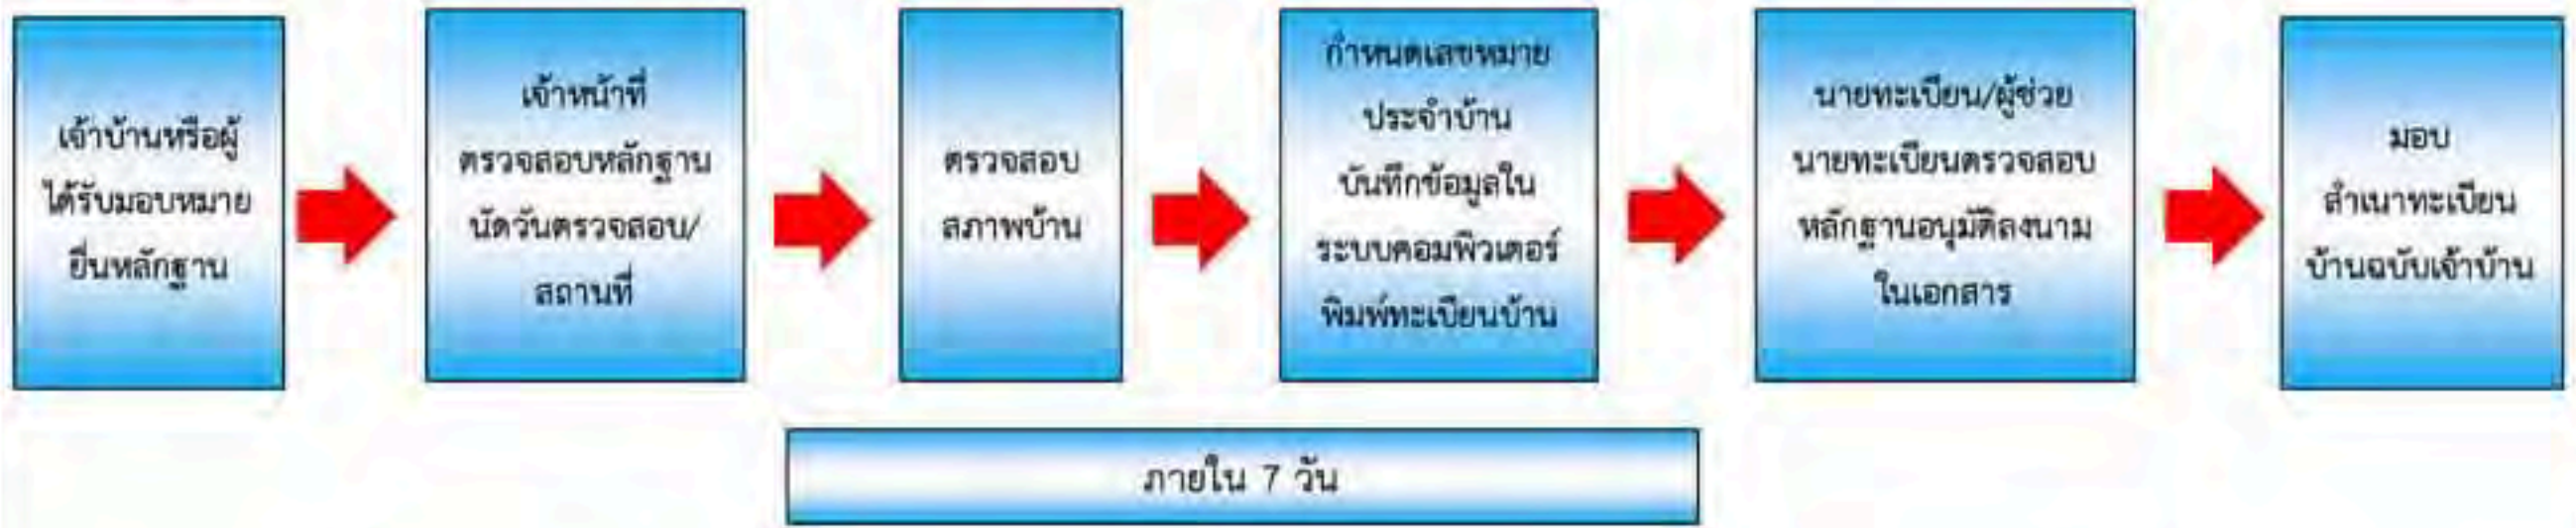 เจ้าบ้านหรือผู้
ได้รับมอบหมาย
ยื่นหลักฐาน
เจ้าหน้าที่
ตรวจสอบหลักฐาน
นัดวันตรวจสอบ/
สถานที่
ตรวจสอบ
สภาพบ้าน
กำหนดเลขหมาย
ประจำบ้าน
บันทึกข้อมูลใน
ระบบคอมพิวเตอร์
พิมพ์ทะเบียนบ้าน
นายทะเบียน/ผู้ช่วย
นายทะเบียนตรวจสอบ
หลักฐานอนุมัติลงนาม
ในเอกสาร
มอบ
สำเนาทะเบียน
บ้านฉบับเจ้าบ้าน
ภายใน 7 วัน